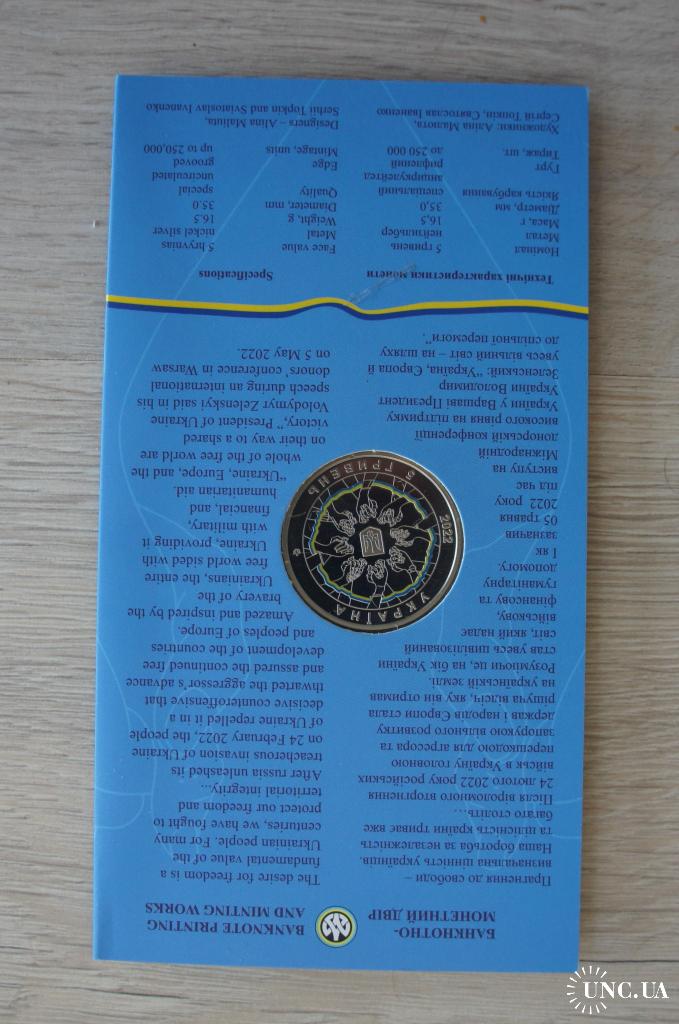 БАНКНОТНО-
МОНЕТНИЙ ДВІР
BANKNOTE PRINTING
AND MINTING WORKS
Прагнення до свободи –
визначальна цінність українців.
Наша боротьба за незалежність
та цілісність країни триває вже
багато століть...
Після віроломного вторгнення
24 лютого 2022 року російських
військ в Україну головною
перешкодою для агресора та
запорукою вільного розвитку
держав і народів Європи стала
рішуча відсіч, яку він отримав
на українській землі.
Розуміючи це, на бік України
став увесь цивілізований
світ, який надає
військову,
фінансову та
гуманітарну
допомогу.
І як
зазначив
05 травня
2022 року
під час
виступу на
Міжнародній
донорській конференції
високого рівня на підтримку
України у Варшаві Президент
України Володимир
Зеленський: “Україна, Європа й
увесь вільний світ – на шляху
до спільної перемоги”.
The desire for freedom is a
fundamental value of the
Ukrainian people. For many
centuries, we have fought to
protect our freedom and
territorial integrity...
After russia unleashed its
treacherous invasion of Ukraine
on 24 February 2022, the people
of Ukraine repelled it in a
decisive counteroffensive that
thwarted the aggressor’s advance
and assured the continued free
development of the countries
and peoples of Europe.
Amazed and inspired by the
bravery of the
Ukrainians, the entire
free world sided with
Ukraine, providing it
with military,
financial, and
humanitarian aid.
“Ukraine, Europe, and the
whole of the free world are
on their way to a shared
victory,” President of Ukraine
Volodymyr Zelenskyi said in his
speech during an international
donors’ conference in Warsaw
on 5 May 2022.
УКРАЇНА
2022
5 ГРИВЕНЬ
Технічні характеристики монети
Номінал 5 гривень
Метал нейзильбер
Маса, г 16,5
Діаметр, мм 35,0
Якість карбування спеціальний
анциркулейтед
Гурт рифлений
Тираж, шт. до 250 000
Художники: Аліна Малюта,
Сергій Топкін, Святослав Іваненко
Specifications
Face value 5 hryvnias
Metal nickel silver
Weight, g 16.5
Diameter, mm 35.0
Quality special
uncirculated
Edge grooved
Mintage, units up to 250,000
Designers – Alina Maliuta,
Serhii Topkin and Sviatoslav Ivanenko
UNC.UA